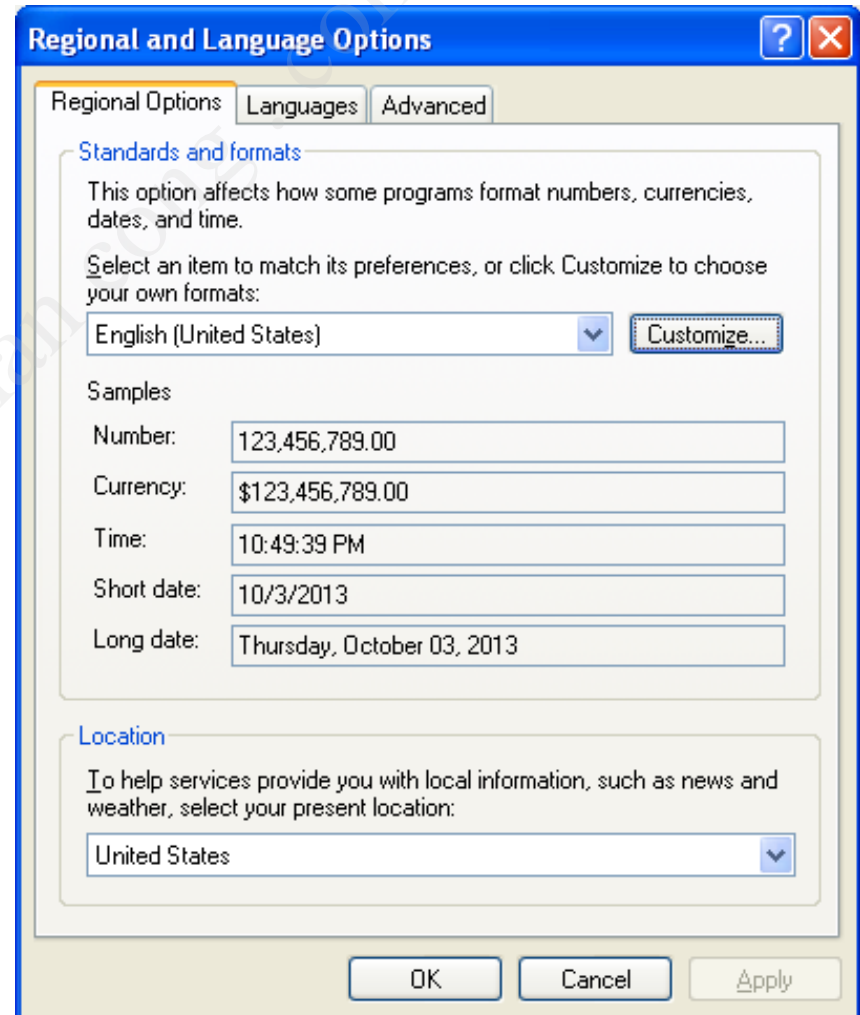 Regional and Language Options
Regional Options Languages Advanced
Standards and formats
This option affects how some programs format numbers, currencies,
dates, and time.
Select an item to match its preferences, or click Customize to choose
your own formats:
English (United States) Customize...
Samples
Number: 123,456,789.00
Currency: $123,456,789.00
Time: 10:49:39 PM
Short date: 10/3/2013
Long date: Thursday, October 03, 2013
Location
To help services provide you with local information, such as news and
weather, select your present location:
United States
OK Cancel Apply